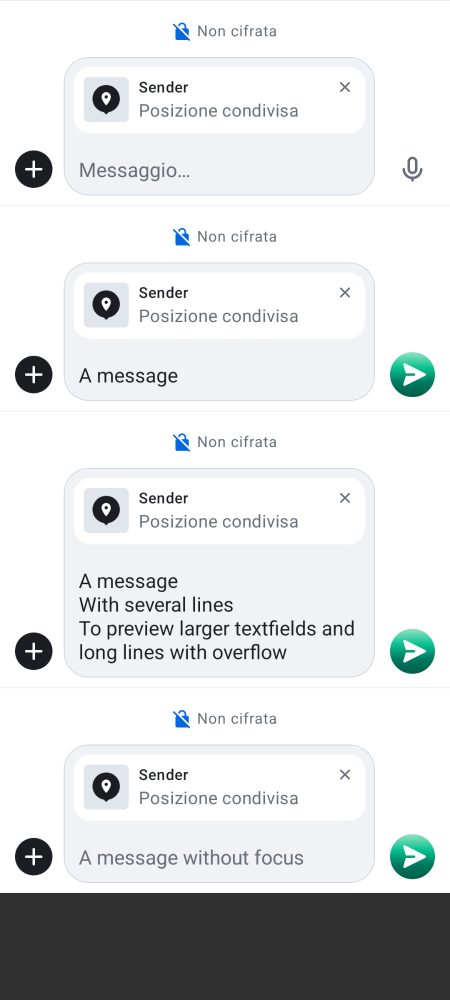 Non cifrata
Sender
Posizione condivisa
Messaggio…
Non cifrata
Sender
Posizione condivisa
A message
Non cifrata
Sender
Posizione condivisa
A message
With several lines
To preview larger textfields and
long lines with overflow
Non cifrata
Sender
Posizione condivisa
A message without focus